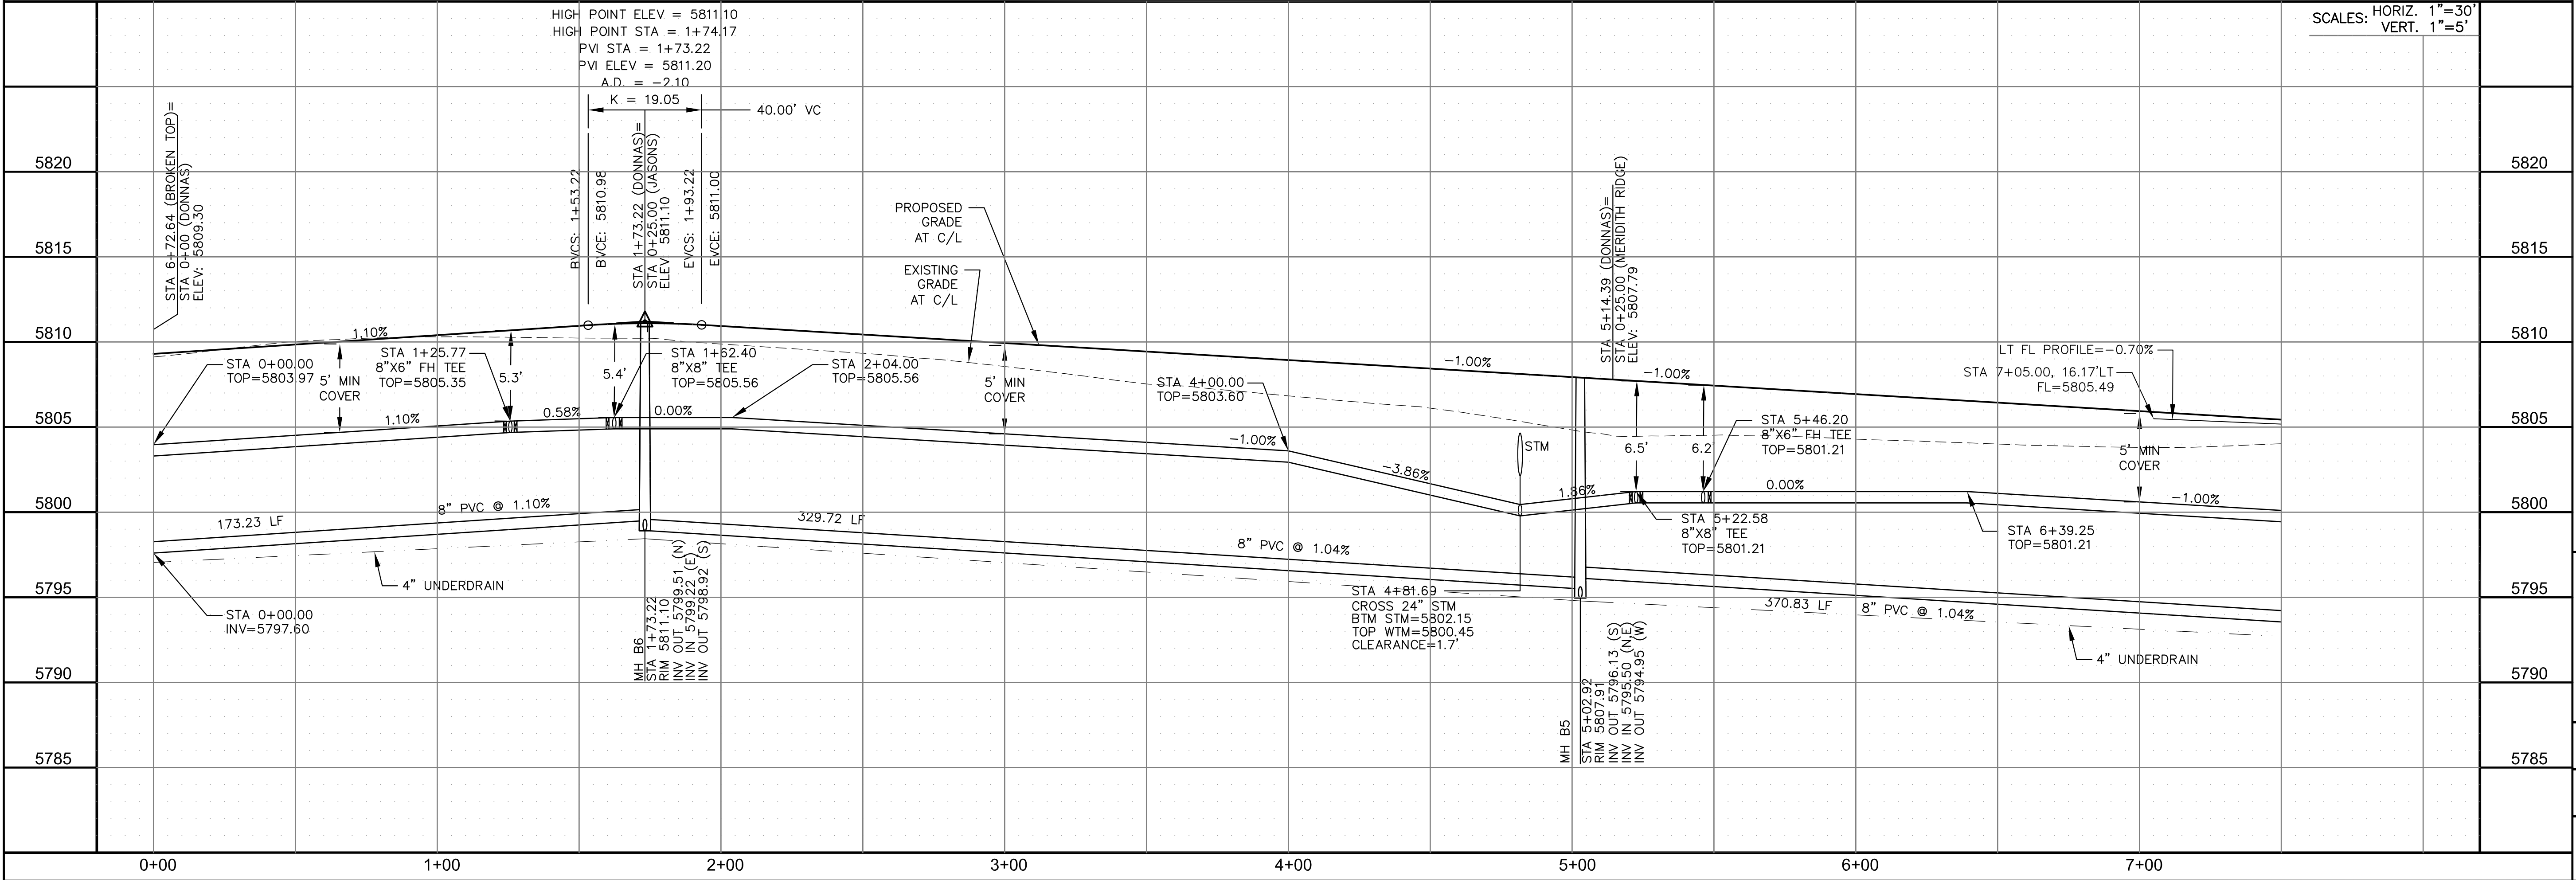 HIGH POINT ELEV = 5811.10
HIGH POINT STA = 1+74.17
PVI STA = 1+73.22
PVI ELEV = 5811.20
A.D. = -2.10
K = 19.05
40.00' VC
SCALES: HORIZ. 1"=30'
VERT. 1"=5'
5820
5815
5810
5805
5800
5795
5790
5785
STA 6+72.64 (BROKEN TOP)=
STA 0+00 (DONNAS)
ELEV: 5809.30
BVCS: 1+53.22
BVCE: 5810.98
STA 1+73.22 (DONNAS)=
STA 0+25.00 (JASONS)
ELEV: 5811.10
EVCS: 1+93.22
EVCE: 5811.00
PROPOSED
GRADE
AT C/L
EXISTING
GRADE
AT C/L
STA 5+14.39 (DONNAS)=
STA 0+25.00 (MERIDITH RIDGE)
ELEV: 5807.79
1.10%
-1.00%
-1.00%
LT FL PROFILE=-0.70%
STA 7+05.00, 16.17'LT
FL=5805.49
STA 0+00.00
TOP=5803.97
5' MIN
COVER
STA 1+25.77
8"X6" FH TEE
TOP=5805.35
5.3'
5.4'
STA 1+62.40
8"X8" TEE
TOP=5805.56
STA 2+04.00
TOP=5805.56
5' MIN
COVER
STA 4+00.00
TOP=5803.60
1.10%
0.58%
0.00%
-1.00%
-3.86%
STM
1.86%
6.5'
6.2'
STA 5+46.20
8"X6" FH TEE
TOP=5801.21
0.00%
5' MIN
COVER
-1.00%
STA 5+22.58
8"X8" TEE
TOP=5801.21
STA 6+39.25
TOP=5801.21
173.23 LF
8" PVC @ 1.10%
329.72 LF
8" PVC @ 1.04%
370.83 LF
8" PVC @ 1.04%
4" UNDERDRAIN
4" UNDERDRAIN
STA 0+00.00
INV=5797.60
MH B6
STA 1+73.22
RIM 5811.10
INV OUT 5799.51 (N)
INV IN 5799.22 (E)
INV OUT 5798.92 (S)
STA 4+81.69
CROSS 24" STM
BTM STM=5802.15
TOP WTM=5800.45
CLEARANCE=1.7'
MH B5
STA 5+02.92
RIM 5807.91
INV OUT 5796.13 (S)
INV IN 5795.50 (N,E)
INV OUT 5794.95 (W)
5820
5815
5810
5805
5800
5795
5790
5785
0+00
1+00
2+00
3+00
4+00
5+00
6+00
7+00